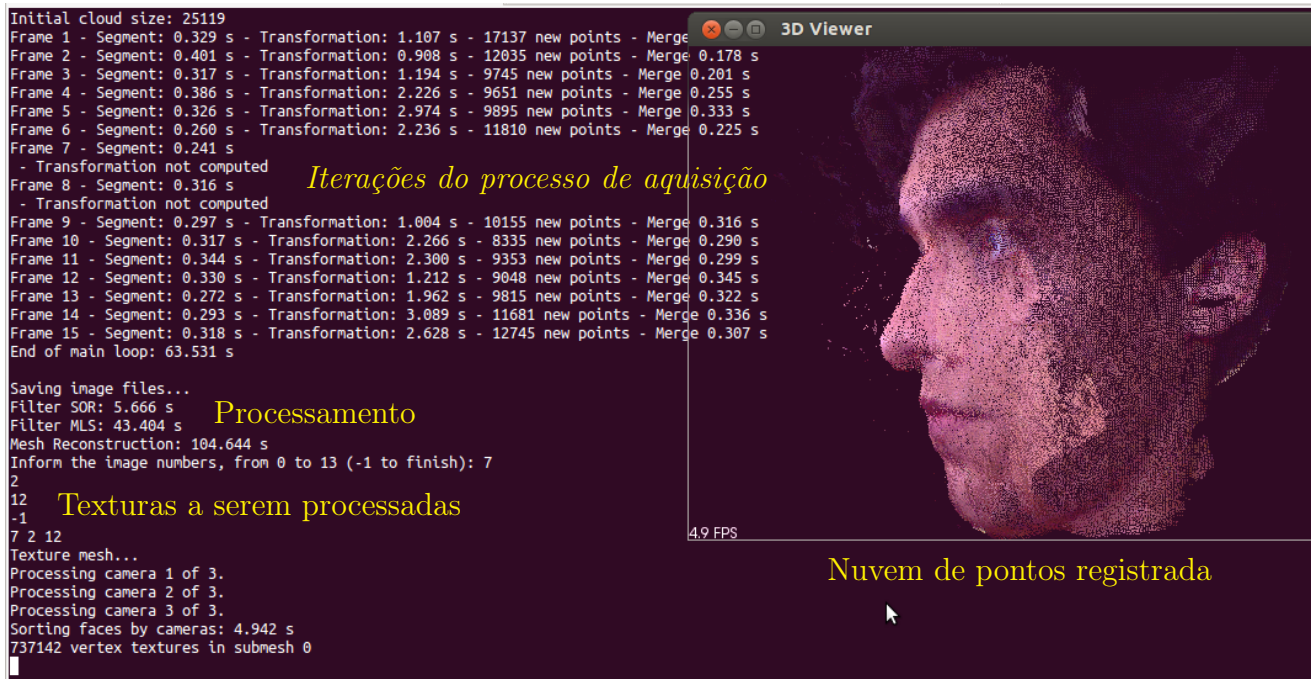 Initial cloud size: 25119
Frame 1 - Segment: 0.329 s - Transformation: 1.107 s - 17137 new points - Merge
Frame 2 - Segment: 0.401 s - Transformation: 0.908 s - 12035 new points - Merge 0.178 s
Frame 3 - Segment: 0.317 s - Transformation: 1.194 s - 9745 new points - Merge 0.201 s
Frame 4 - Segment: 0.386 s - Transformation: 2.226 s - 9651 new points - Merge 0.255 s
Frame 5 - Segment: 0.326 s - Transformation: 2.974 s - 9895 new points - Merge 0.333 s
Frame 6 - Segment: 0.260 s - Transformation: 2.236 s - 11810 new points - Merge 0.225 s
Frame 7 - Segment: 0.241 s
- Transformation not computed
Frame 8 - Segment: 0.316 s
- Transformation not computed
Frame 9 - Segment: 0.297 s - Transformation: 1.004 s - 10155 new points - Merge 0.316 s
Frame 10 - Segment: 0.317 s - Transformation: 2.266 s - 8335 new points - Merge 0.290 s
Frame 11 - Segment: 0.344 s - Transformation: 2.300 s - 9353 new points - Merge 0.299 s
Frame 12 - Segment: 0.330 s - Transformation: 1.212 s - 9048 new points - Merge 0.345 s
Frame 13 - Segment: 0.272 s - Transformation: 1.962 s - 9815 new points - Merge 0.322 s
Frame 14 - Segment: 0.293 s - Transformation: 3.089 s - 11681 new points - Merge 0.336 s
Frame 15 - Segment: 0.318 s - Transformation: 2.628 s - 12745 new points - Merge 0.307 s
End of main loop: 63.531 s
Iterações do processo de aquisição
Saving image files...
Filter SOR: 5.666 s
Filter MLS: 43.404 s
Mesh Reconstruction: 104.644 s
Processamento
Inform the image numbers, from 0 to 13 (-1 to finish): 7
2
12
-1
7 2 12
Texturas a serem processadas
Texture mesh...
Processing camera 1 of 3.
Processing camera 2 of 3.
Processing camera 3 of 3.
Sorting faces by cameras: 4.942 s
737142 vertex textures in submesh 0
3D Viewer
4.9 FPS
Nuvem de pontos registrada